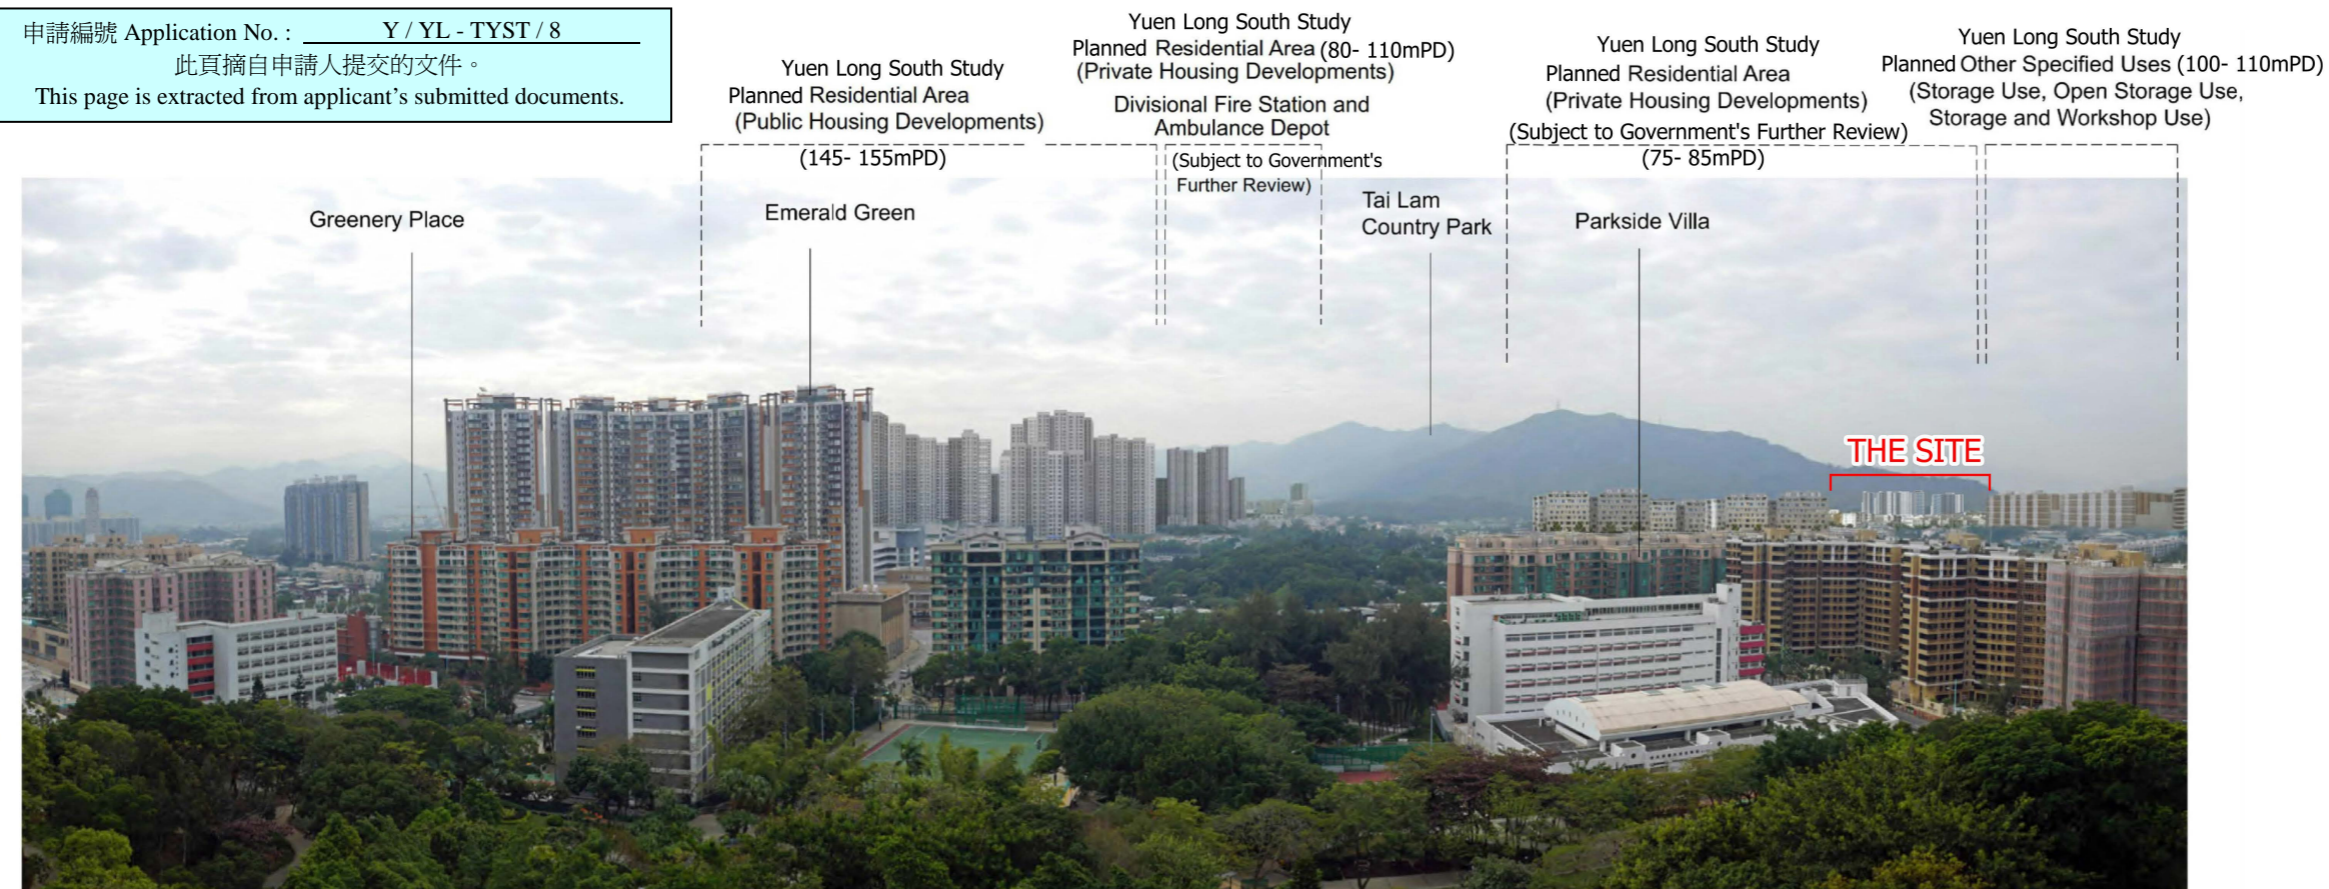 申請編號 Application No. : Y / YL - TYST / 8
此頁摘自申請人提交的文件。
This page is extracted from applicant's submitted documents.
Yuen Long South Study
Planned Residential Area
(Public Housing Developments)
(145- 155mPD)
Yuen Long South Study
Planned Residential Area (80- 110mPD)
(Private Housing Developments)
Divisional Fire Station and
Ambulance Depot
(Subject to Government's
Further Review)
Yuen Long South Study
Planned Residential Area
(Private Housing Developments)
(Subject to Government's Further Review)
(75- 85mPD)
Yuen Long South Study
Planned Other Specified Uses (100- 110mPD)
(Storage Use, Open Storage Use,
Storage and Workshop Use)
Greenery Place
Emerald Green
Tai Lam
Country Park
Parkside Villa
THE SITE